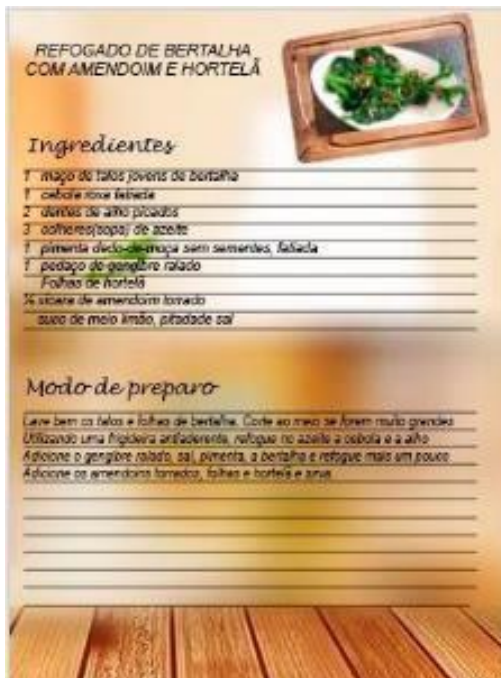 REFOGADO DE BERTALHA
COM AMENDOIM E HORTELÃ
Ingredientes
1 maço de talos jovens de bertalha
1 cebola roxa fatiada
2 dentes de alho picados
3 colheres(sopa) de azeite
1 pimenta dedo-de-moça sem sementes, fatiada
1 pedaço de gengibre ralado
Folhas de hortelã
¼ xícara de amendoim torrado
suco de meio limão, pitadade sal
Modo de preparo
Lave bem os talos e folhas de bertalha. Corte ao meio se forem muito grandes
Utilizando uma frigideira antiaderente, refogue no azeite a cebola e a alho
Adicione o gengibre ralado, sal, pimenta, a bertalha e refogue mais um pouco
Adicione os amendoins torrados, folhas e hortelã e sirva